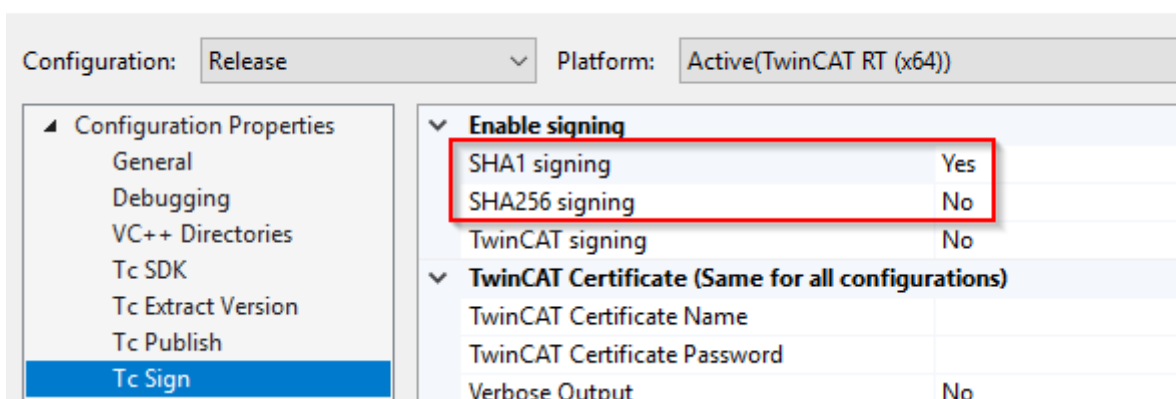 Configuration: Release Platform: Active(TwinCAT RT (x64))
Configuration Properties
General
Debugging
VC++ Directories
Tc SDK
Tc Extract Version
Tc Publish
Tc Sign
Enable signing
SHA1 signing Yes
SHA256 signing No
TwinCAT signing No
TwinCAT Certificate (Same for all configurations)
TwinCAT Certificate Name
TwinCAT Certificate Password
Verbose Output No